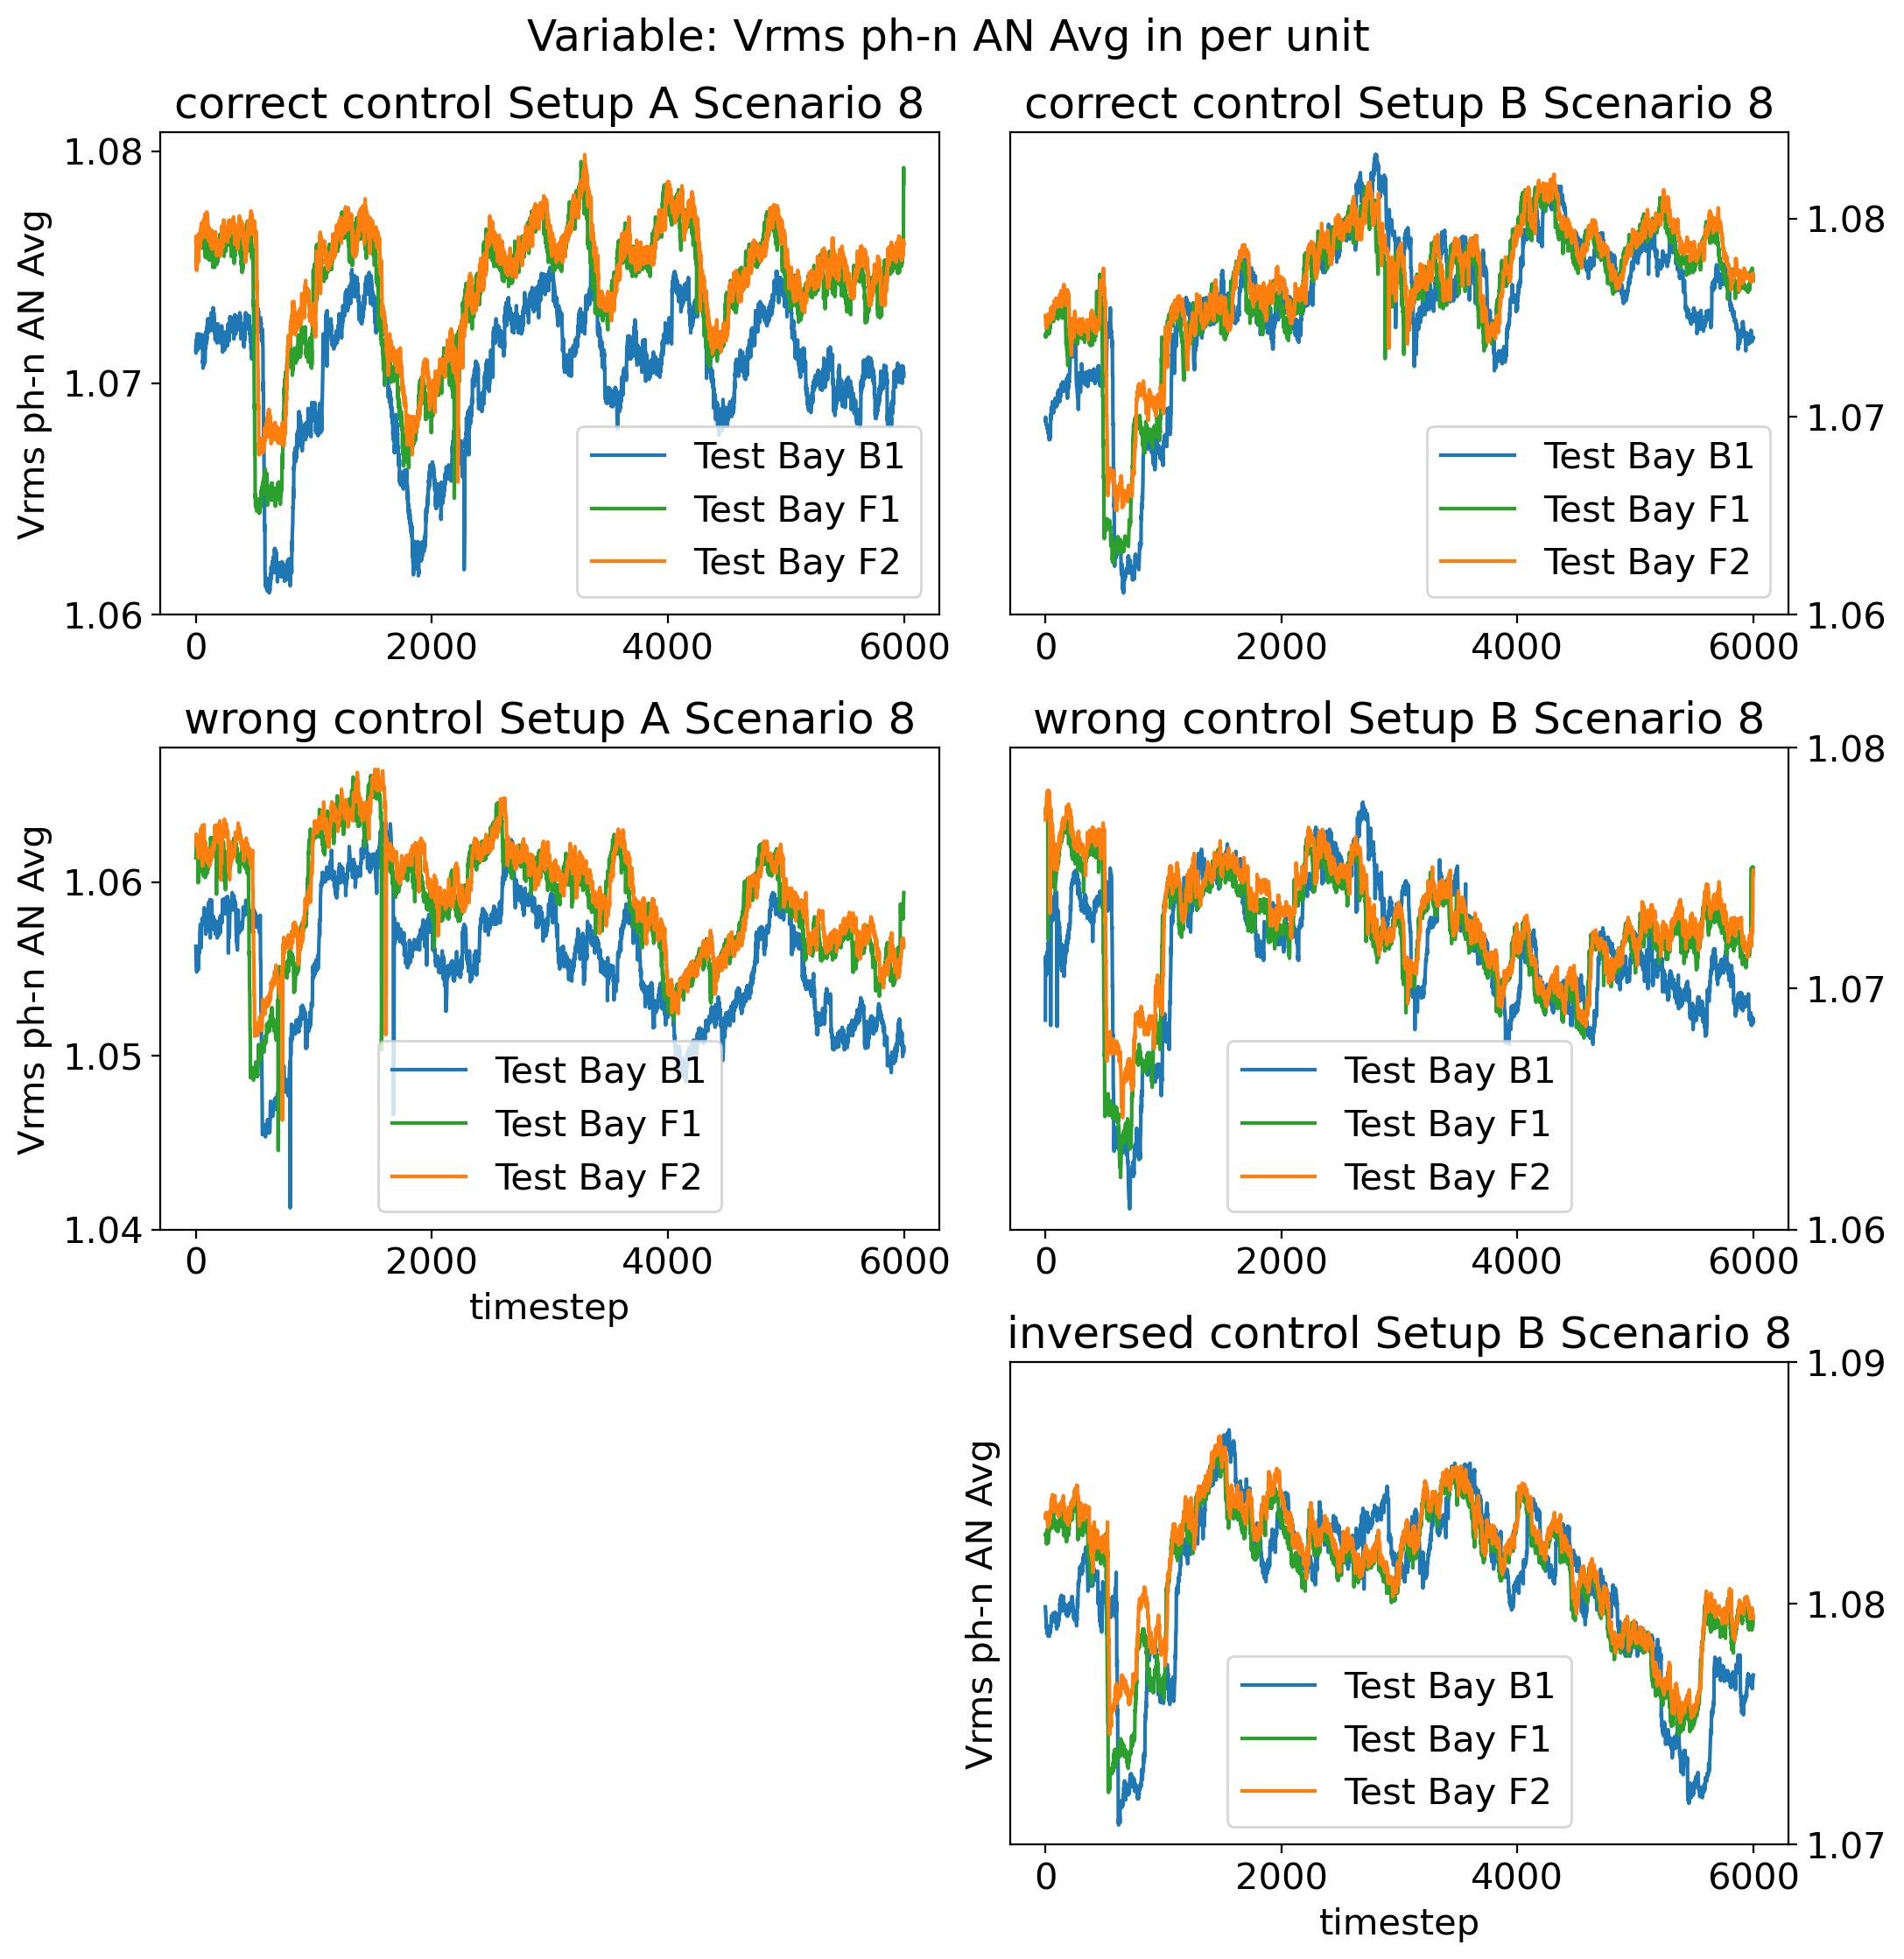 Variable: Vrms ph-n AN Avg in per unit
correct control Setup A Scenario 8
1.08
1.07
1.06
Vrms ph-n AN Avg
Test Bay B1
Test Bay F1
Test Bay F2
0 2000 4000 6000
correct control Setup B Scenario 8
1.08
1.07
1.06
Test Bay B1
Test Bay F1
Test Bay F2
0 2000 4000 6000
wrong control Setup A Scenario 8
1.06
1.05
1.04
Vrms ph-n AN Avg
Test Bay B1
Test Bay F1
Test Bay F2
0 2000 4000 6000
timestep
wrong control Setup B Scenario 8
1.08
1.07
1.06
Test Bay B1
Test Bay F1
Test Bay F2
0 2000 4000 6000
inversed control Setup B Scenario 8
1.09
1.08
1.07
Vrms ph-n AN Avg
Test Bay B1
Test Bay F1
Test Bay F2
0 2000 4000 6000
timestep